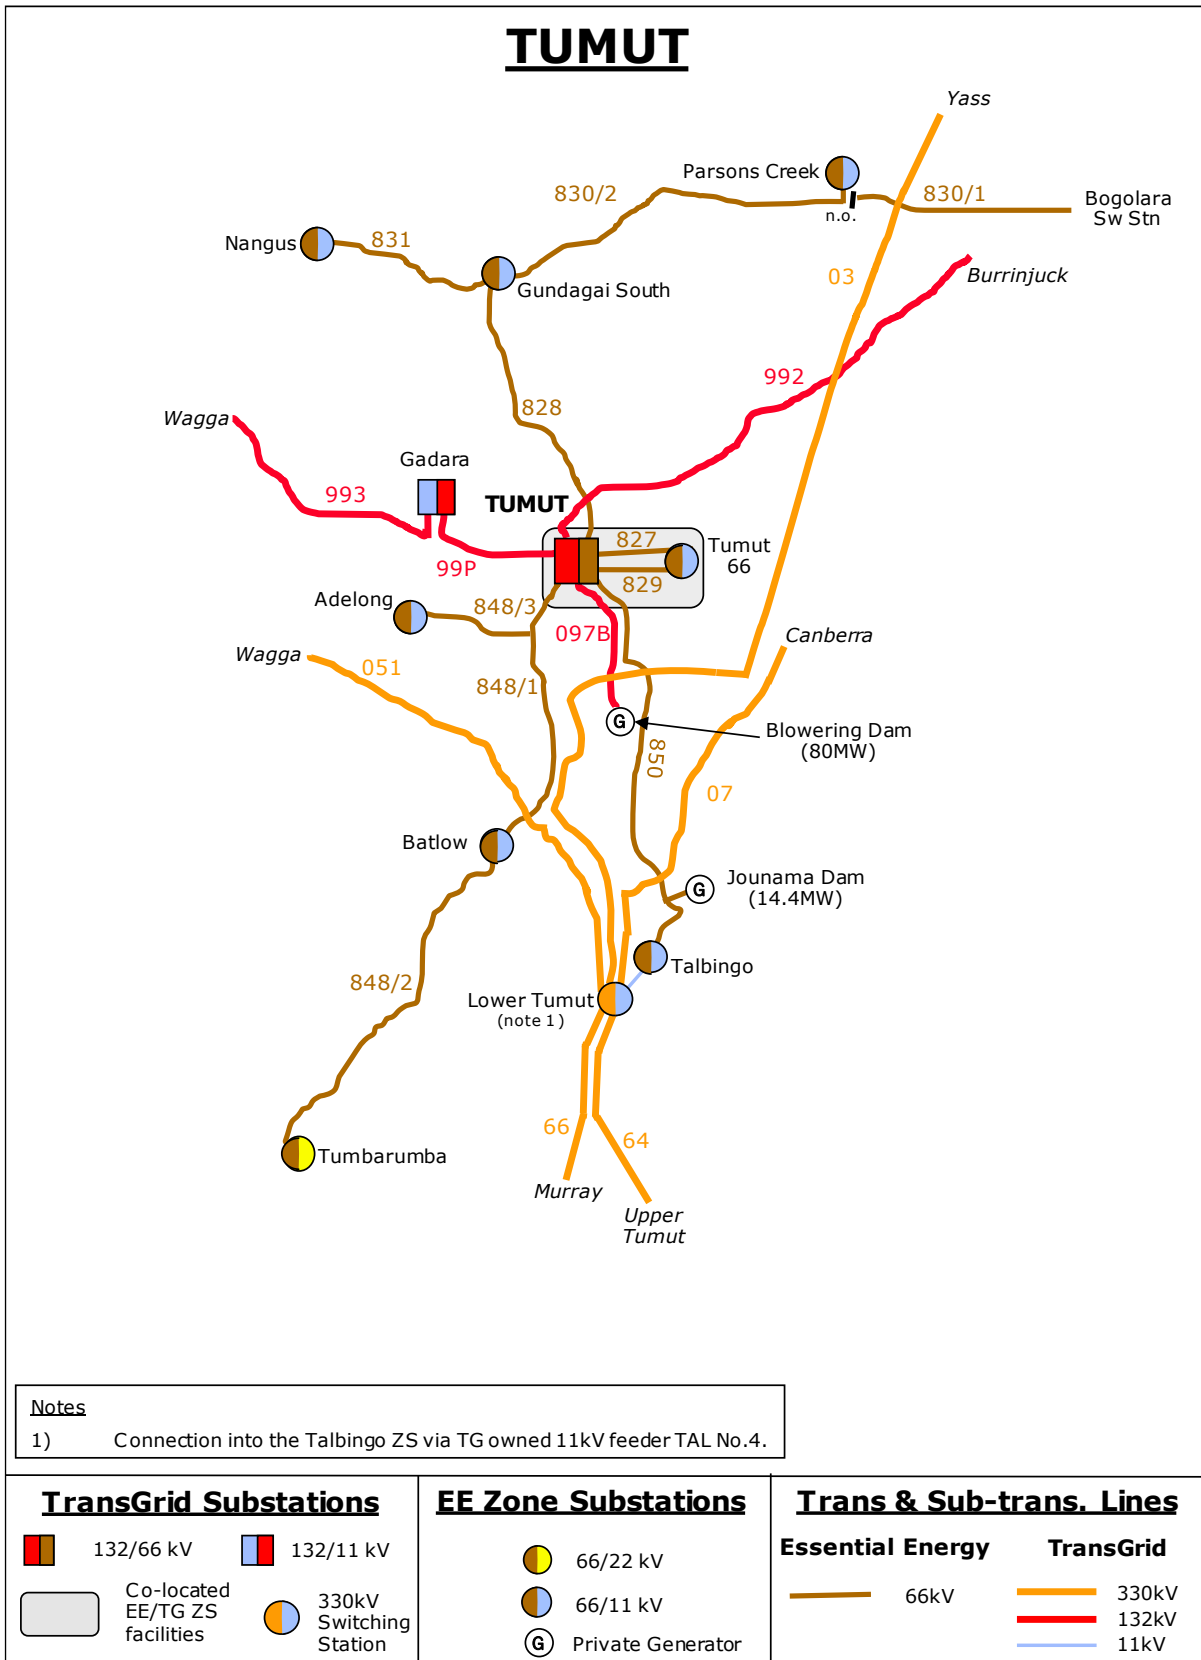 TUMUT
Yass
Parsons Creek
830/2
830/1
Bogolara
Sw Stn
n.o.
Nangus
831
03
Burrinjuck
Gundagai South
992
828
Wagga
Gadara
993
TUMUT
827
Tumut
66
99P
829
Adelong
848/3
097B
Canberra
Wagga
051
848/1
G
Blowering Dam
(80MW)
850
07
Batlow
G
Jounama Dam
(14.4MW)
848/2
Talbingo
Lower Tumut
(note 1)
66
64
Tumbarumba
Murray
Upper
Tumut
Notes
1) Connection into the Talbingo ZS via TG owned 11kV feeder TAL No.4.
TransGrid Substations
132/66 kV
132/11 kV
Co-located
EE/TG ZS
facilities
330kV
Switching
Station
EE Zone Substations
66/22 kV
66/11 kV
G Private Generator
Trans & Sub-trans. Lines
Essential Energy
TransGrid
66kV
330kV
132kV
11kV